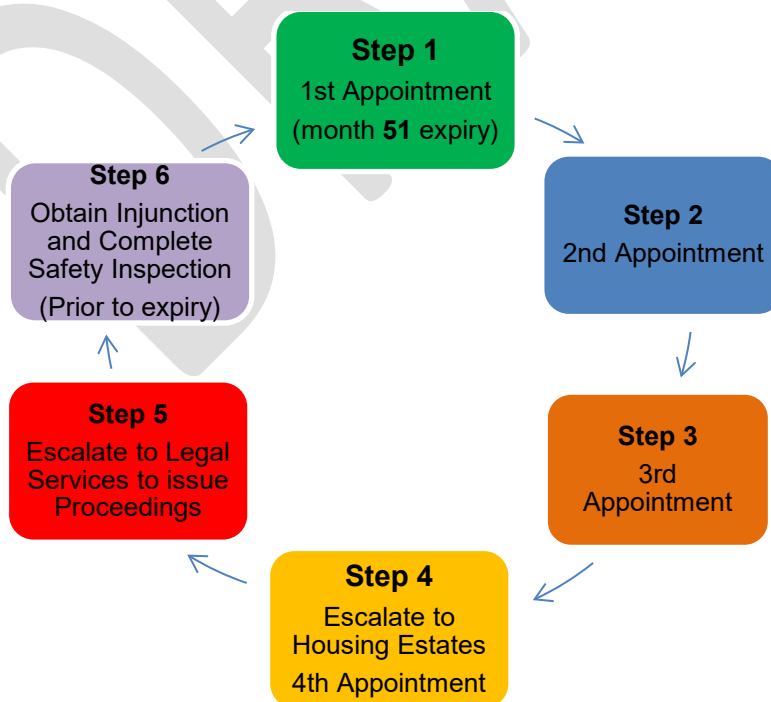 Step 1
1st Appointment
(month 51 expiry)
Step 2
2nd Appointment
Step 3
3rd
Appointment
Step 4
Escalate to
Housing Estates
4th Appointment
Step 5
Escalate to Legal
Services to issue
Proceedings
Step 6
Obtain Injunction
and Complete
Safety Inspection
(Prior to expiry)